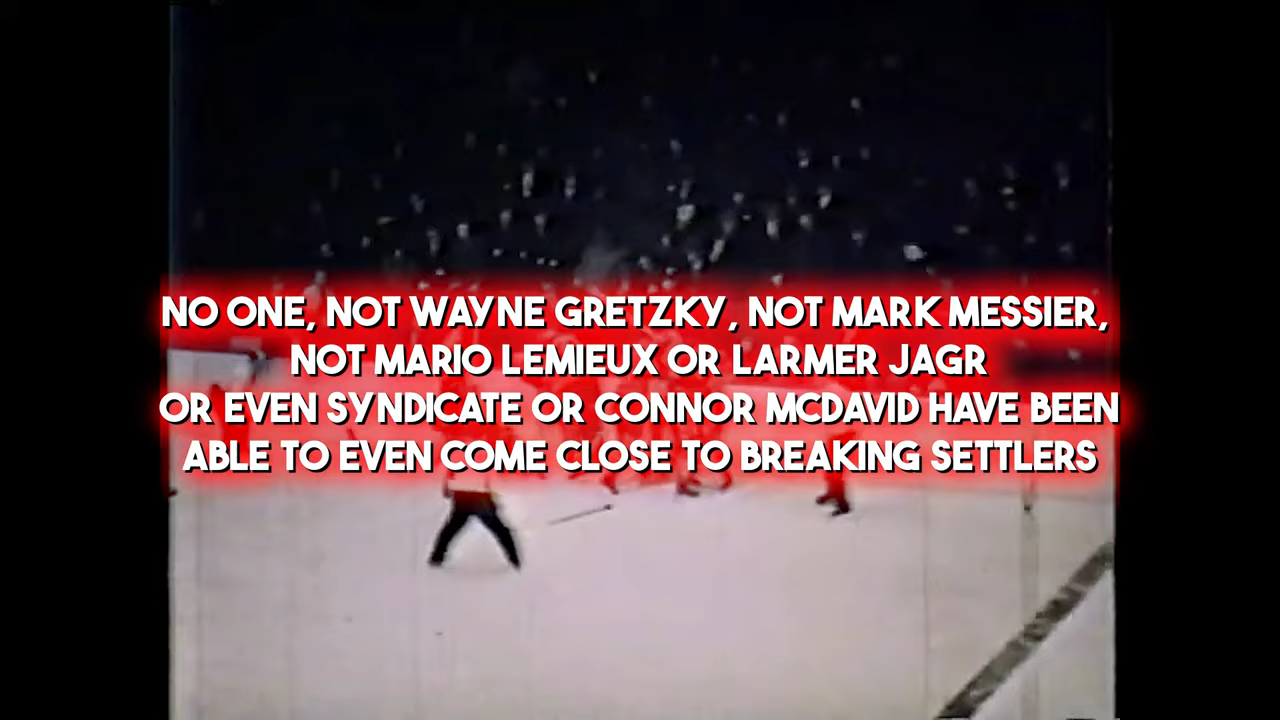 NO ONE, NOT WAYNE GRETZKY, NOT MARK MESSIER,
NOT MARIO LEMIEUX OR LARMER JAGR
OR EVEN SYNDICATE OR CONNOR MCDAVID HAVE BEEN
ABLE TO EVEN COME CLOSE TO BREAKING SETTLERS